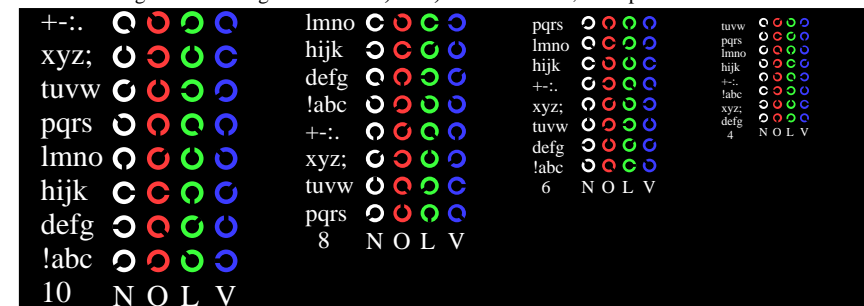 +-:.
xyz;
tuvw
pqrs
lmno
hijk
defg
!abc
10 N O L V
lmno
hijk
defg
!abc
+-:.
xyz;
tuvw
pqrs
8 N O L V
pqrs
lmno
hijk
+-:.
xyz;
tuvw
defg
!abc
6 N O L V
tuvw
pqrs
lmno
hijk
+-:.
!abc
xyz;
defg
4 N O L V